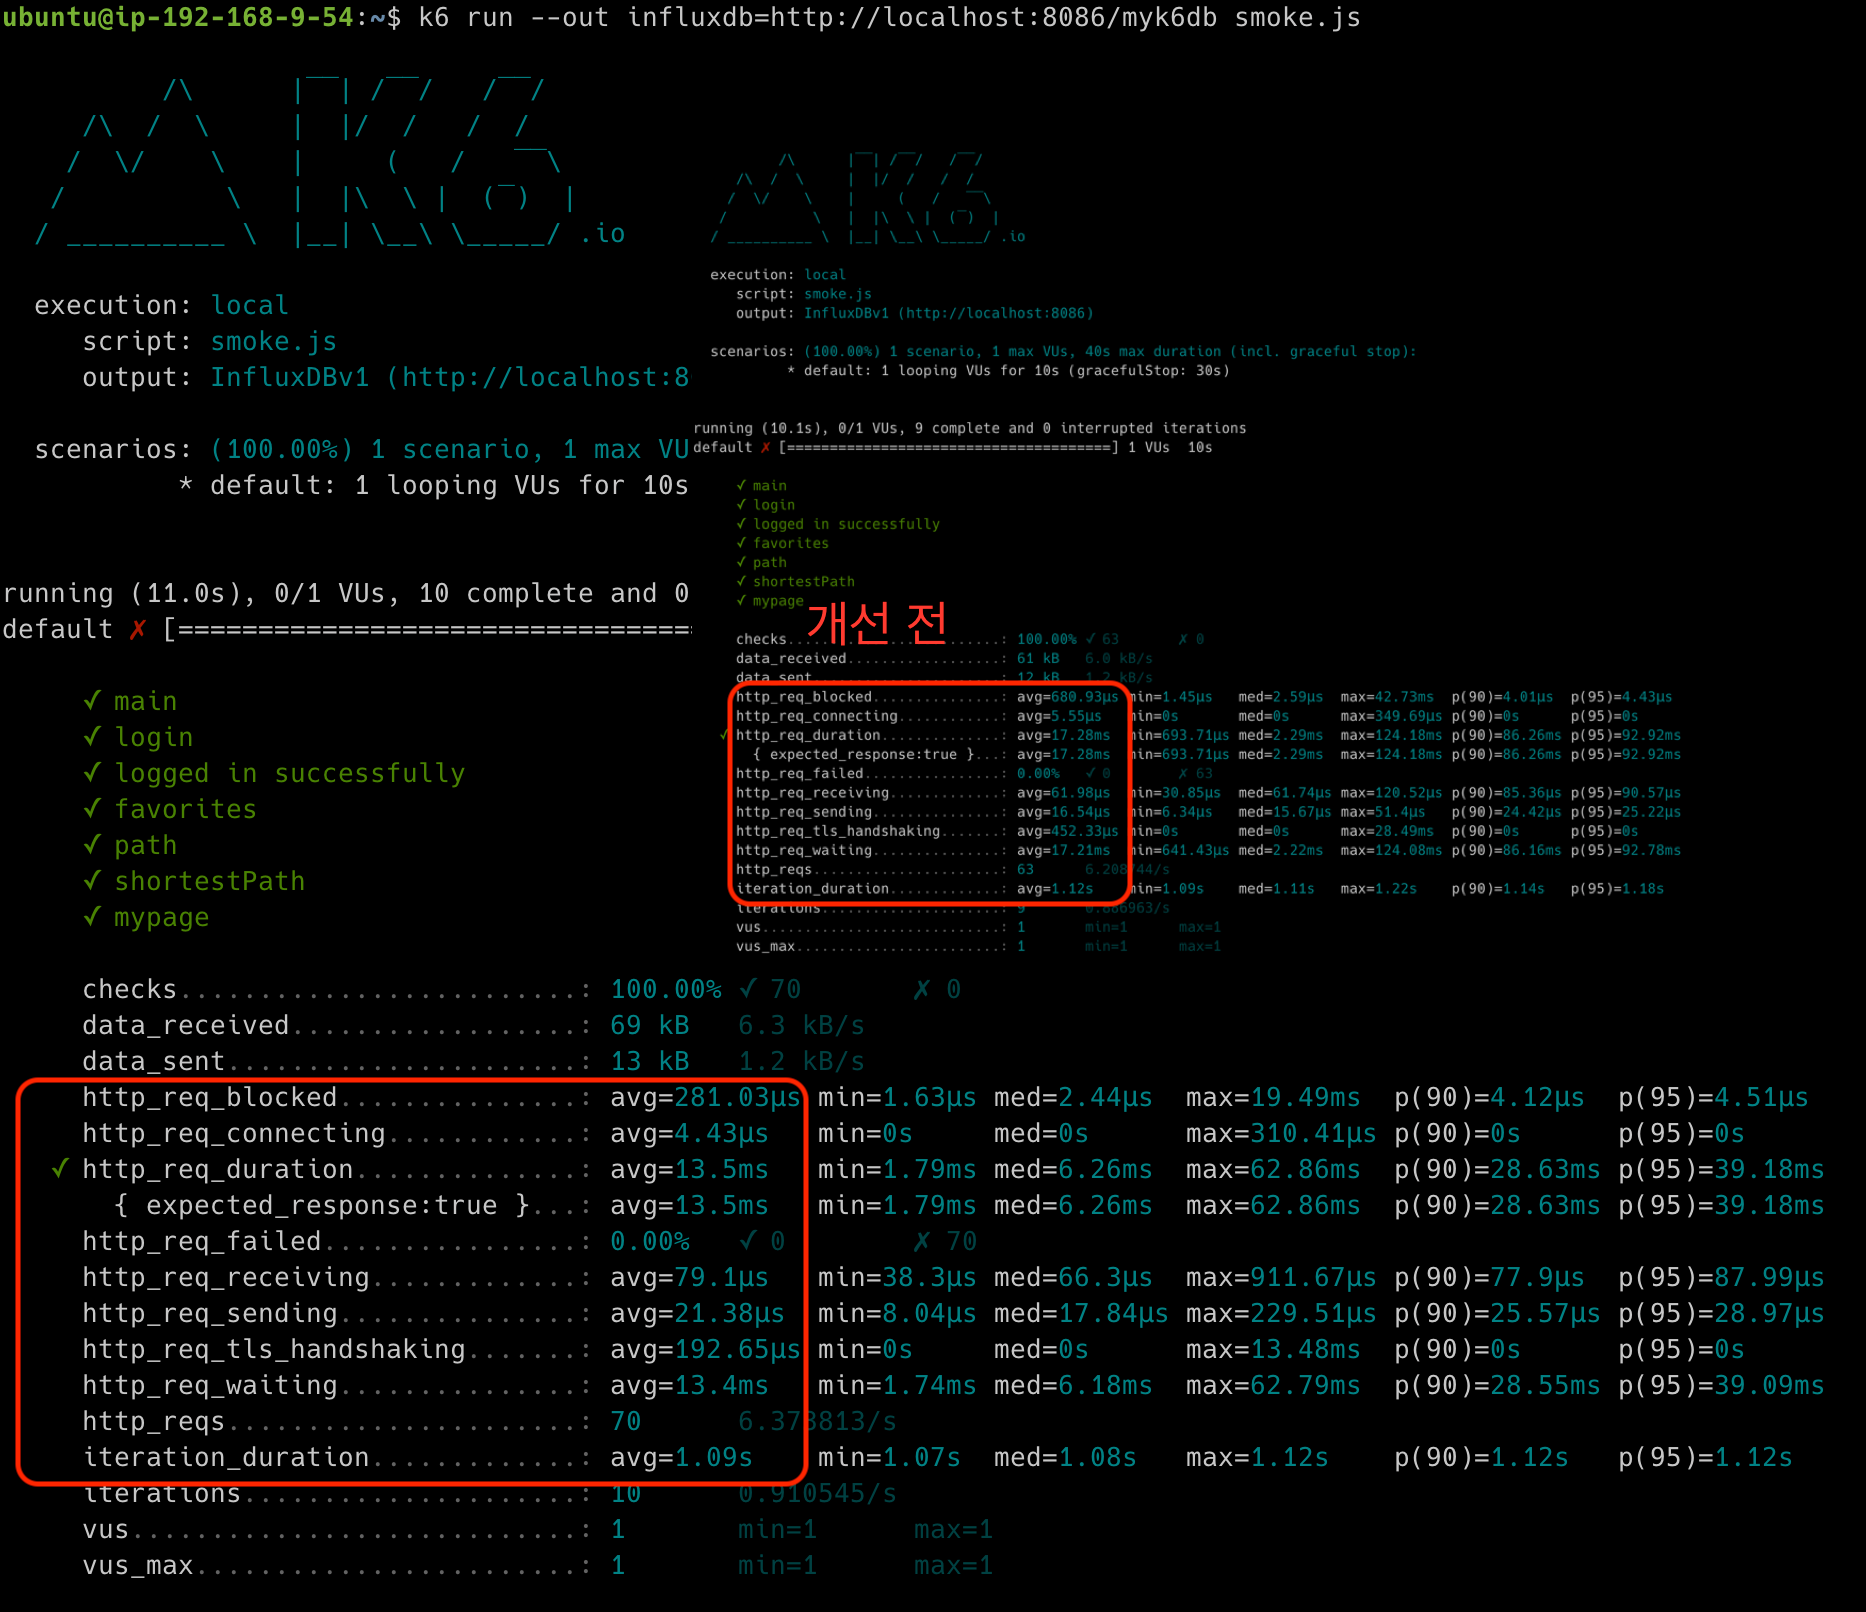 ubuntu@ip-192-168-9-54:~$ k6 run --out influxdb=http://localhost:8086/myk6db smoke.js
.io
execution: local
script: smoke.js
output: InfluxDBv1 (http://localhost:8
scenarios: (100.00%) 1 scenario, 1 max VU
* default: 1 looping VUs for 10s
running (11.0s), 0/1 VUs, 10 complete and 0
default ✗ [================================
✓ main
✓ login
✓ logged in successfully
✓ favorites
✓ path
✓ shortestPath
✓ mypage
checks.........................: 100.00% ✓ 70 ✗ 0
data_received..................: 69 kB 6.3 kB/s
data_sent......................: 13 kB 1.2 kB/s
http_req_blocked...............: avg=281.03µs min=1.63µs med=2.44µs max=19.49ms p(90)=4.12µs p(95)=4.51µs
http_req_connecting............: avg=4.43µs min=0s med=0s max=310.41µs p(90)=0s p(95)=0s
✓ http_req_duration..............: avg=13.5ms min=1.79ms med=6.26ms max=62.86ms p(90)=28.63ms p(95)=39.18ms
{ expected_response:true }...: avg=13.5ms min=1.79ms med=6.26ms max=62.86ms p(90)=28.63ms p(95)=39.18ms
http_req_failed................: 0.00% ✓ 0 ✗ 70
http_req_receiving.............: avg=79.1µs min=38.3µs med=66.3µs max=911.67µs p(90)=77.9µs p(95)=87.99µs
http_req_sending...............: avg=21.38µs min=8.04µs med=17.84µs max=229.51µs p(90)=25.57µs p(95)=28.97µs
http_req_tls_handshaking.......: avg=192.65µs min=0s med=0s max=13.48ms p(90)=0s p(95)=0s
http_req_waiting...............: avg=13.4ms min=1.74ms med=6.18ms max=62.79ms p(90)=28.55ms p(95)=39.09ms
http_reqs......................: 70 6.373813/s
iteration_duration.............: avg=1.09s min=1.07s med=1.08s max=1.12s p(90)=1.12s p(95)=1.12s
iterations.....................: 10 0.910545/s
vus............................: 1 min=1 max=1
vus_max........................: 1 min=1 max=1
.io
execution: local
script: smoke.js
output: InfluxDBv1 (http://localhost:8086)
scenarios: (100.00%) 1 scenario, 1 max VUs, 40s max duration (incl. graceful stop):
* default: 1 looping VUs for 10s (gracefulStop: 30s)
running (10.1s), 0/1 VUs, 9 complete and 0 interrupted iterations
default ✗ [======================================] 1 VUs 10s
✓ main
✓ login
✓ logged in successfully
✓ favorites
✓ path
✓ shortestPath
✓ mypage
개선 전
checks.........................: 100.00% ✓ 63 ✗ 0
data_received..................: 61 kB 6.0 kB/s
data_sent......................: 12 kB 1.2 kB/s
http_req_blocked...............: avg=680.93µs min=1.45µs med=2.59µs max=42.73ms p(90)=4.01µs p(95)=4.43µs
http_req_connecting............: avg=5.55µs min=0s med=0s max=349.69µs p(90)=0s p(95)=0s
✓ http_req_duration..............: avg=17.28ms min=693.71µs med=2.29ms max=124.18ms p(90)=86.26ms p(95)=92.92ms
{ expected_response:true }...: avg=17.28ms min=693.71µs med=2.29ms max=124.18ms p(90)=86.26ms p(95)=92.92ms
http_req_failed................: 0.00% ✓ 0 ✗ 63
http_req_receiving.............: avg=61.98µs min=30.85µs med=61.74µs max=120.52µs p(90)=85.36µs p(95)=90.57µs
http_req_sending...............: avg=16.54µs min=6.34µs med=15.67µs max=51.4µs p(90)=24.42µs p(95)=25.22µs
http_req_tls_handshaking.......: avg=452.33µs min=0s med=0s max=28.49ms p(90)=0s p(95)=0s
http_req_waiting...............: avg=17.21ms min=641.43µs med=2.22ms max=124.08ms p(90)=86.16ms p(95)=92.78ms
http_reqs......................: 63 6.208744/s
iteration_duration.............: avg=1.12s min=1.09s med=1.11s max=1.22s p(90)=1.14s p(95)=1.18s
iterations.....................: 9 0.886963/s
vus............................: 1 min=1 max=1
vus_max........................: 1 min=1 max=1